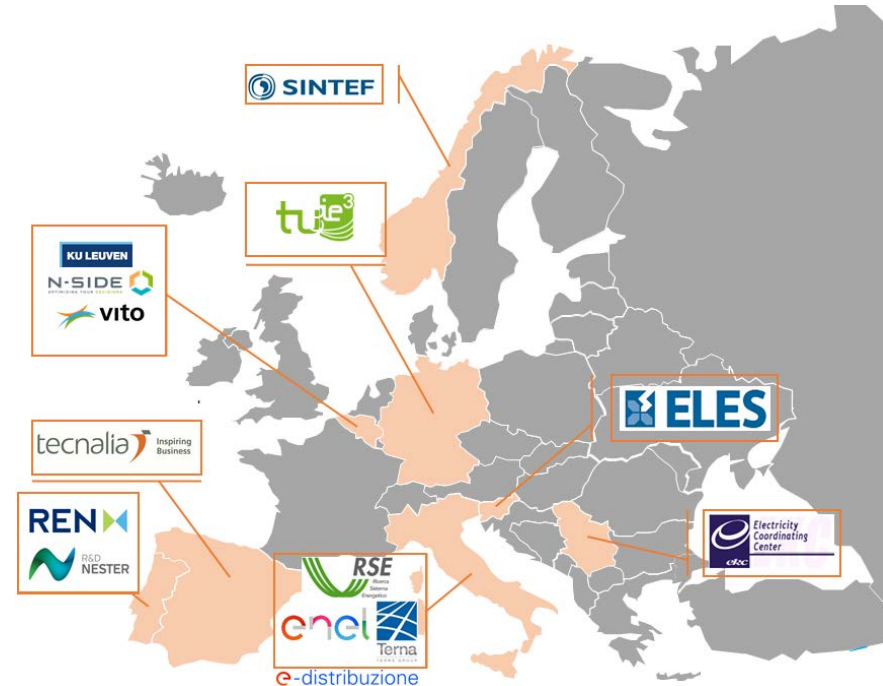 SINTEF
tu ie3
KU LEUVEN
N-SIDE
OPTIMIZING YOUR DECISIONS
vito
ELES
tecnalia Inspiring
Business
REN
R&D
NESTER
Electricity
Coordinating
Center
ekc
RSE
Ricerca
Sistema
Energetico
enel
Terna
TERNA GROUP
e-distribuzione